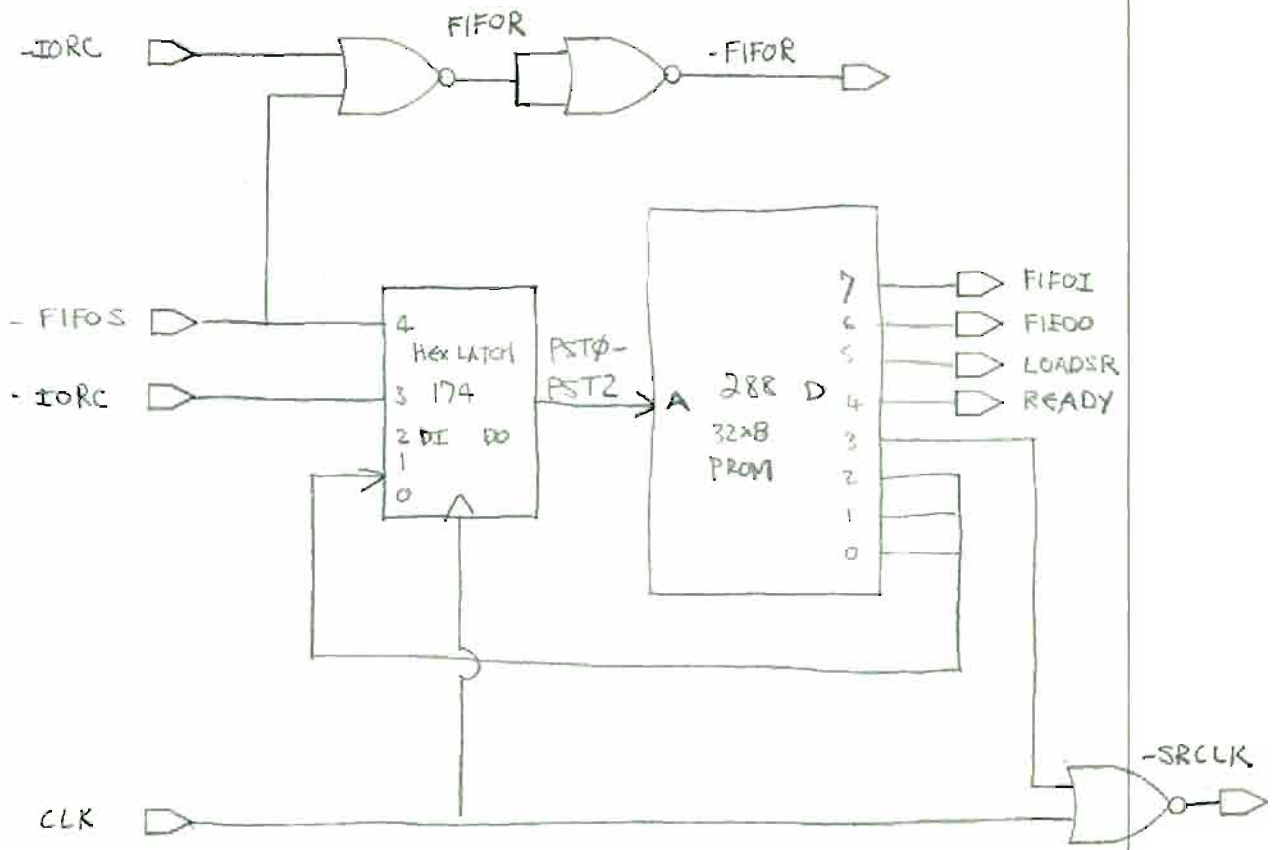 FIFOR
-IORC
-FIFOR
- FIFOS
- IORC
4
Hex LATCH
3 174
2 DI DO
1
0
PSTØ-
PST2
A 288 D
32x8
PROM
7
6
5
4
3
2
1
0
FIFOI
FIFOO
LOADSR
READY
-SRCLK
CLK